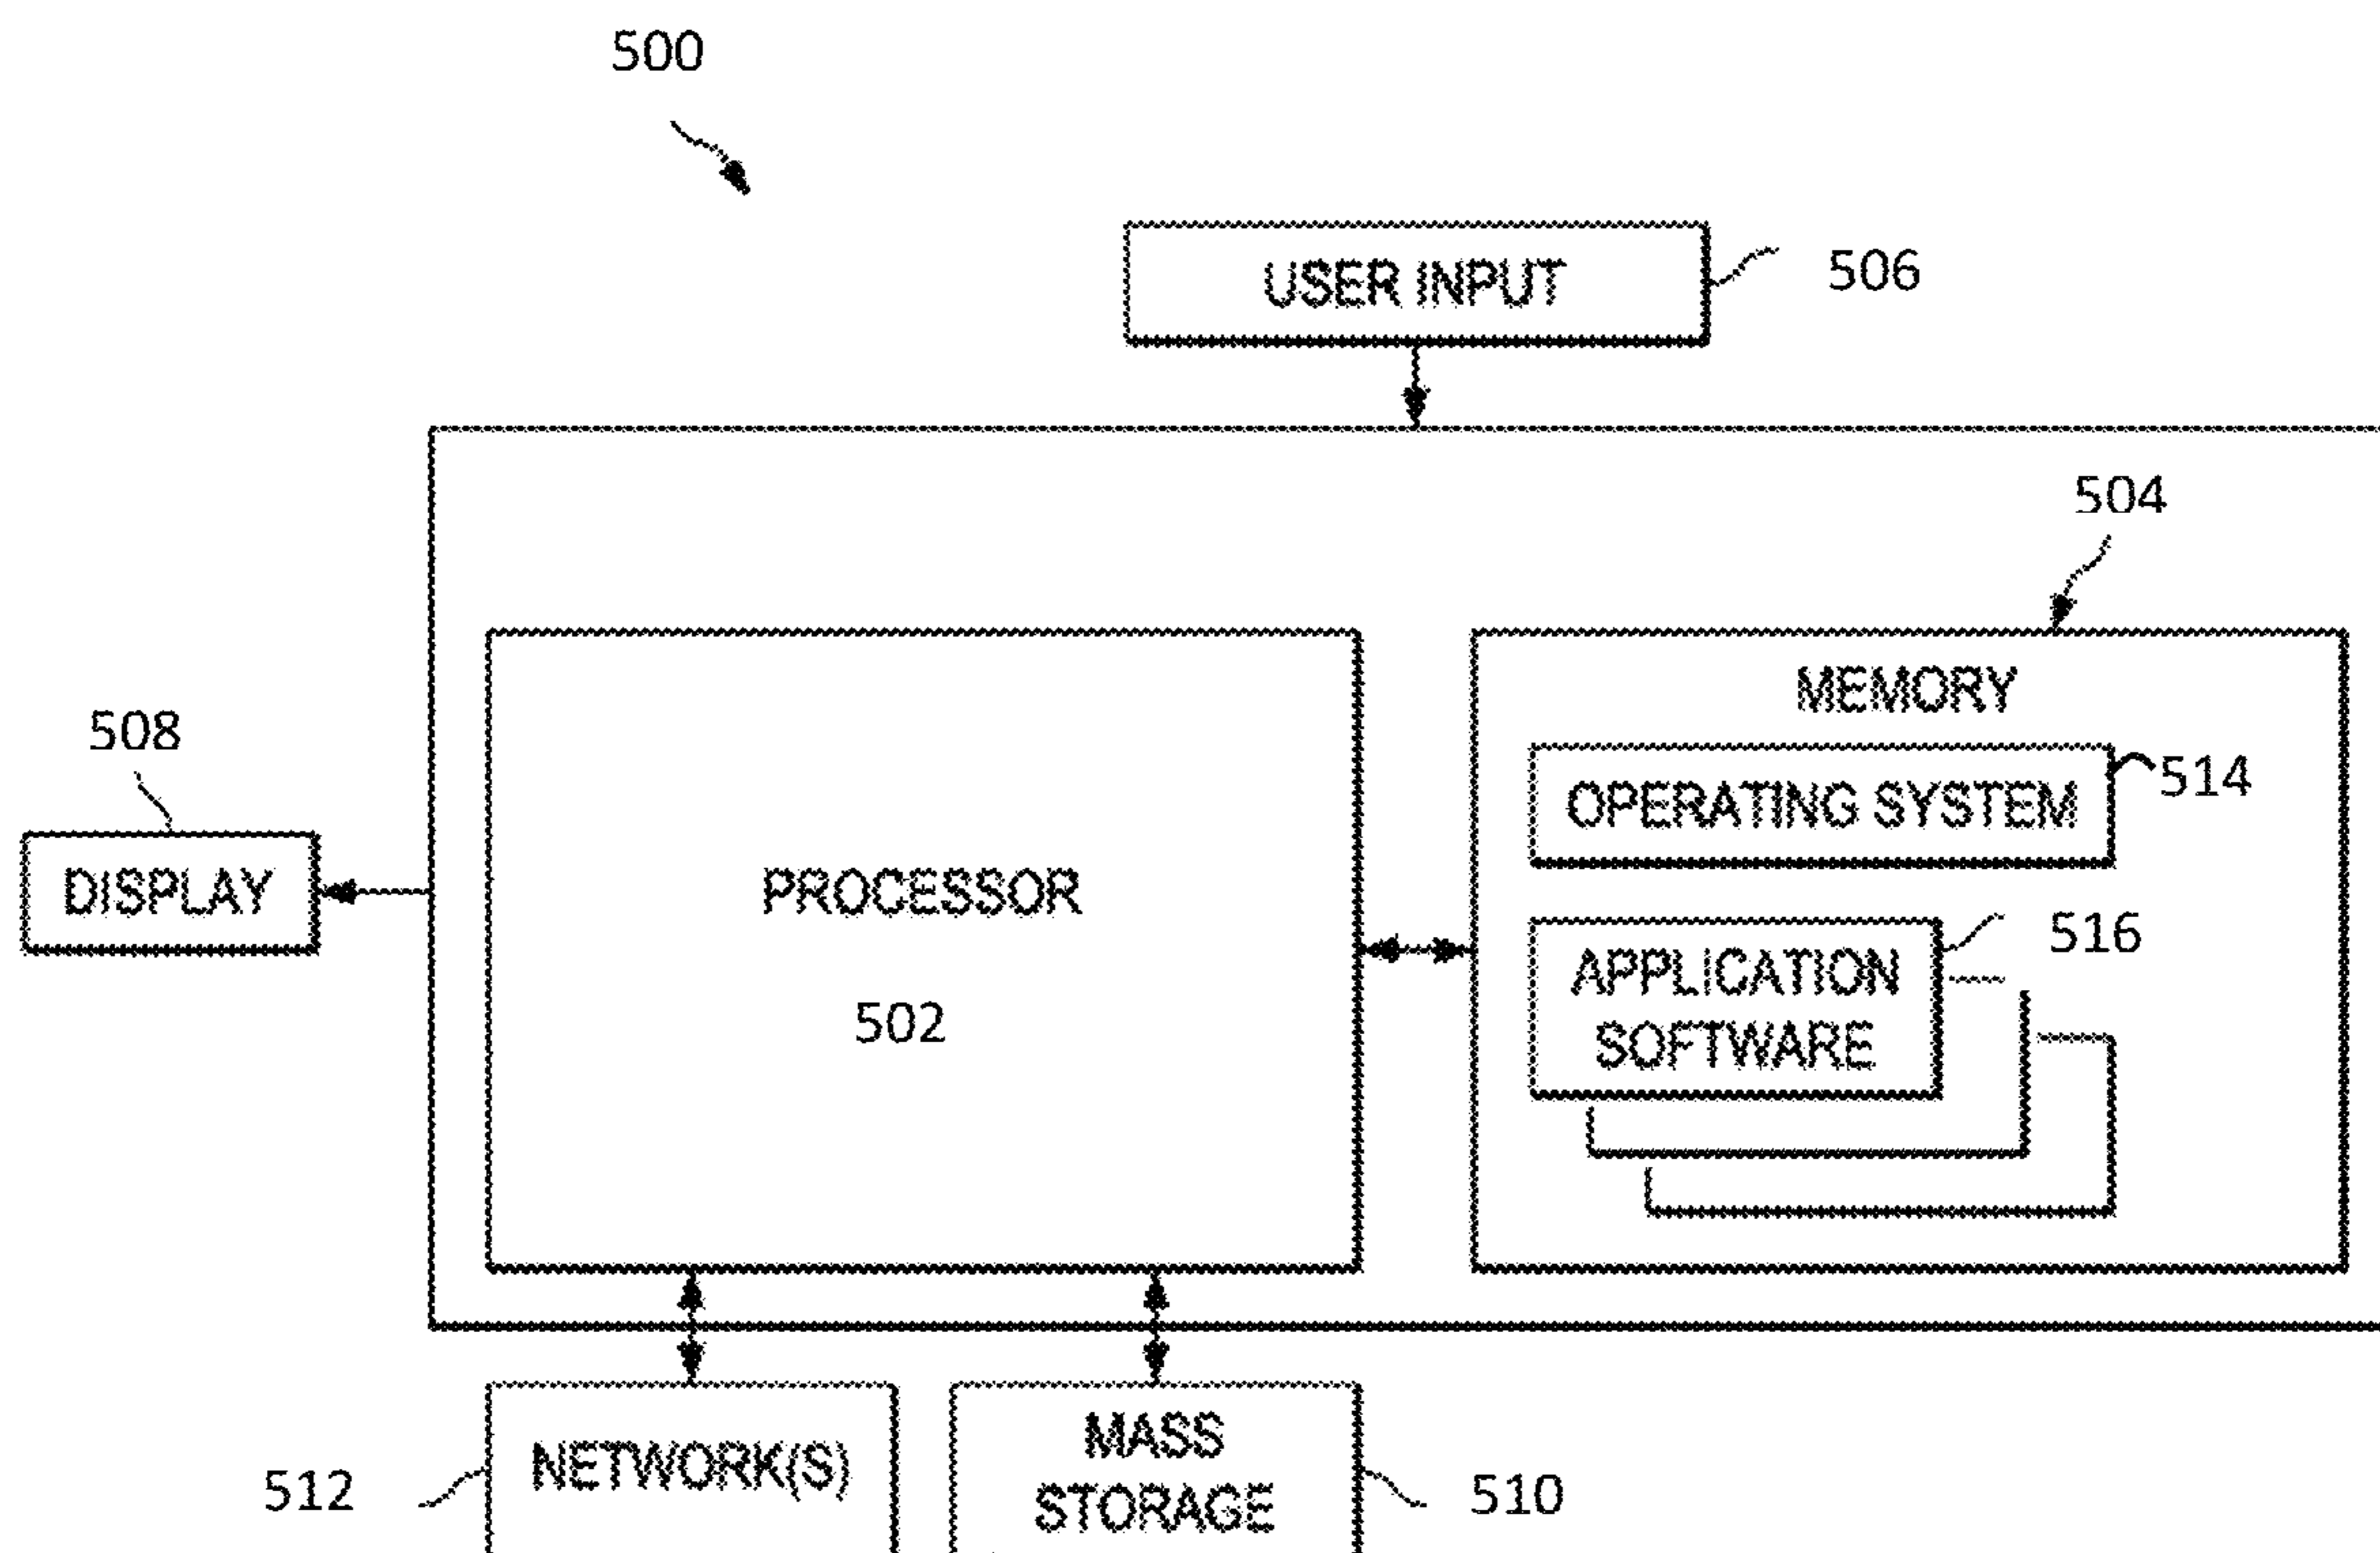 500
USER INPUT
506
504
MEMORY
508
OPERATING SYSTEM
514
DISPLAY
PROCESSOR
502
APPLICATION
SOFTWARE
516
512
NETWORK(S)
MASS
STORAGE
510